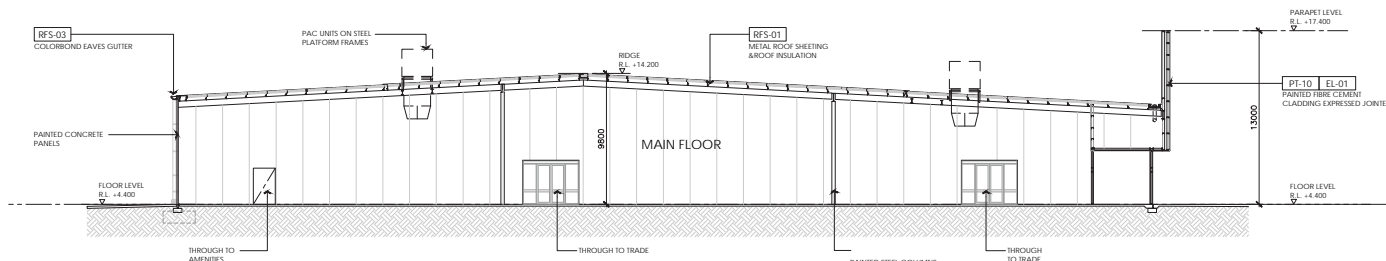 PARAPET LEVEL
R.L. +17.400
RFS-03
COLORBOND EAVES GUTTER
PAC UNITS ON STEEL
PLATFORM FRAMES
RFS-01
METAL ROOF SHEETING
&ROOF INSULATION
RIDGE
R.L. +14.200
PT-10 EL-01
PAINTED FIBRE CEMENT
CLADDING EXPRESSED JOINTE
PAINTED CONCRETE
PANELS
9800
MAIN FLOOR
13000
FLOOR LEVEL
R.L. +4.400
FLOOR LEVEL
R.L. +4.400
THROUGH TO
AMENITIES
THROUGH TO TRADE
THROUGH
TO TRADE
PAINTED STEEL COLUMNS